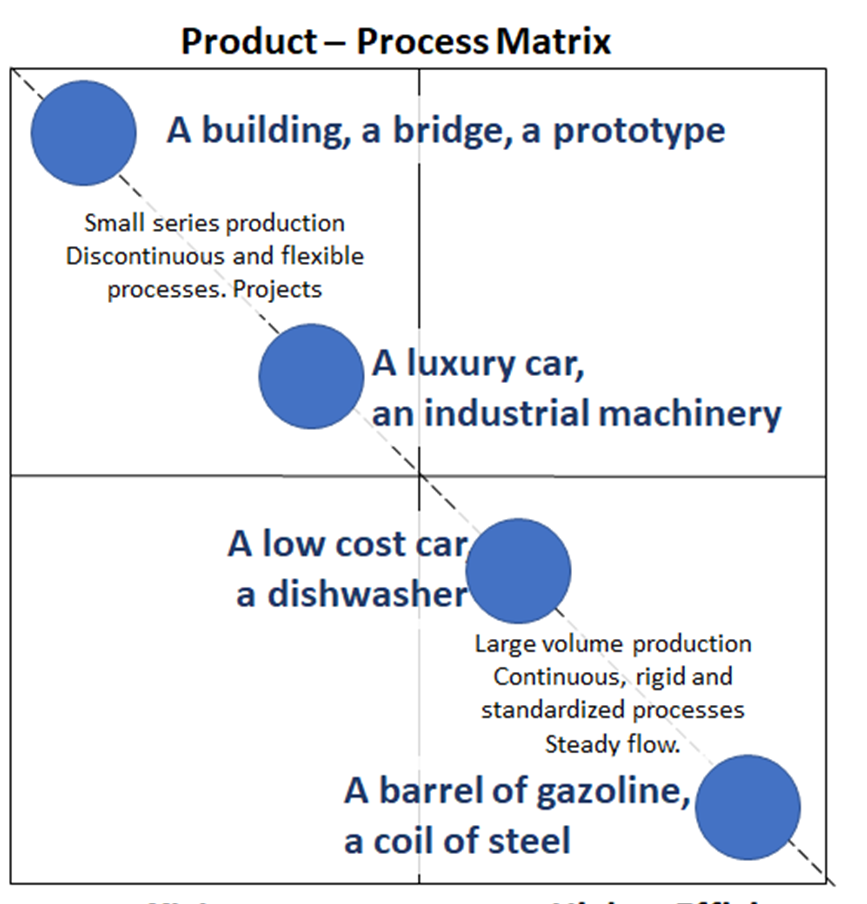 Product – Process Matrix
A building, a bridge, a prototype
Small series production
Discontinuous and flexible
processes. Projects
A luxury car,
an industrial machinery
A low cost car,
a dishwasher
Large volume production
Continuous, rigid and
standardized processes
Steady flow.
A barrel of gazoline,
a coil of steel